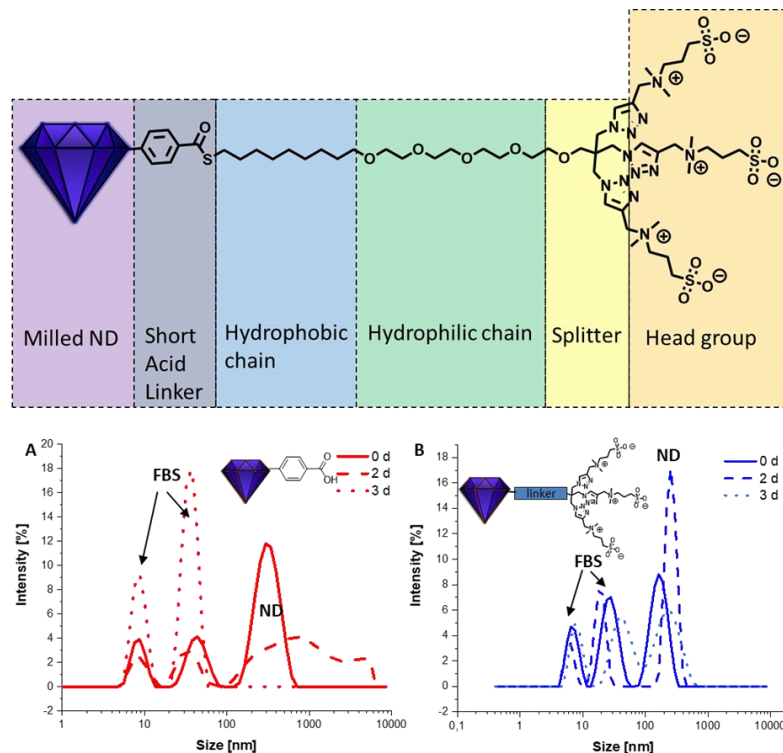 O
S
O
O
O
O
O
N
N N
N
N
N
N
N
N
N
⊕
N
⊕
N
⊕
O
O
S
O
⊖
O
O
S
O
⊖
O
O
S
O
⊖
Milled ND
Short
Acid
Linker
Hydrophobic
chain
Hydrophilic chain
Splitter
Head group
A
FBS
ND
O
OH
0 d
2 d
3 d
Intensity [%]
20
18
16
14
12
10
8
6
4
2
0
-2
1
10
100
1000
10000
Size [nm]
B
linker
FBS
ND
0 d
2 d
3 d
Intensity [%]
18
16
14
12
10
8
6
4
2
0
-2
0,1
1
10
100
1000
10000
Size [nm]